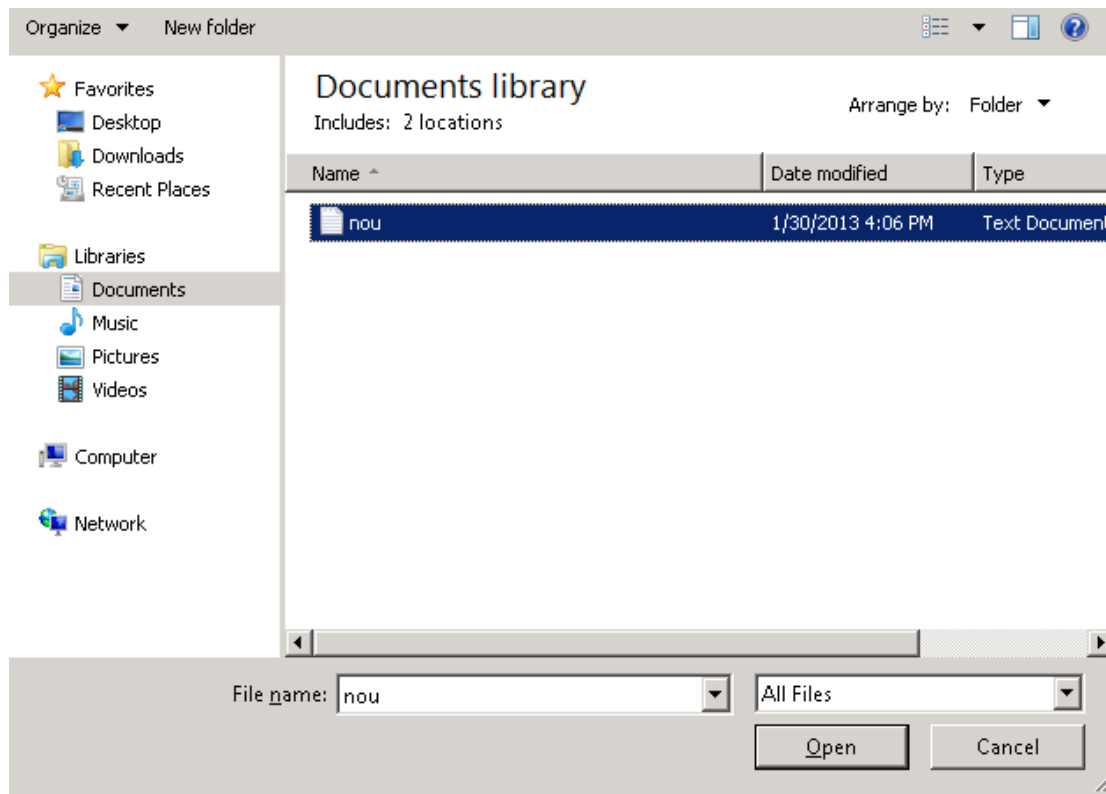 Organize New folder
Favorites
Desktop
Downloads
Recent Places
Libraries
Documents
Music
Pictures
Videos
Computer
Network
Documents library
Includes: 2 locations
Arrange by: Folder
Name Date modified Type
nou 1/30/2013 4:06 PM Text Document
File name: nou All Files
Open Cancel